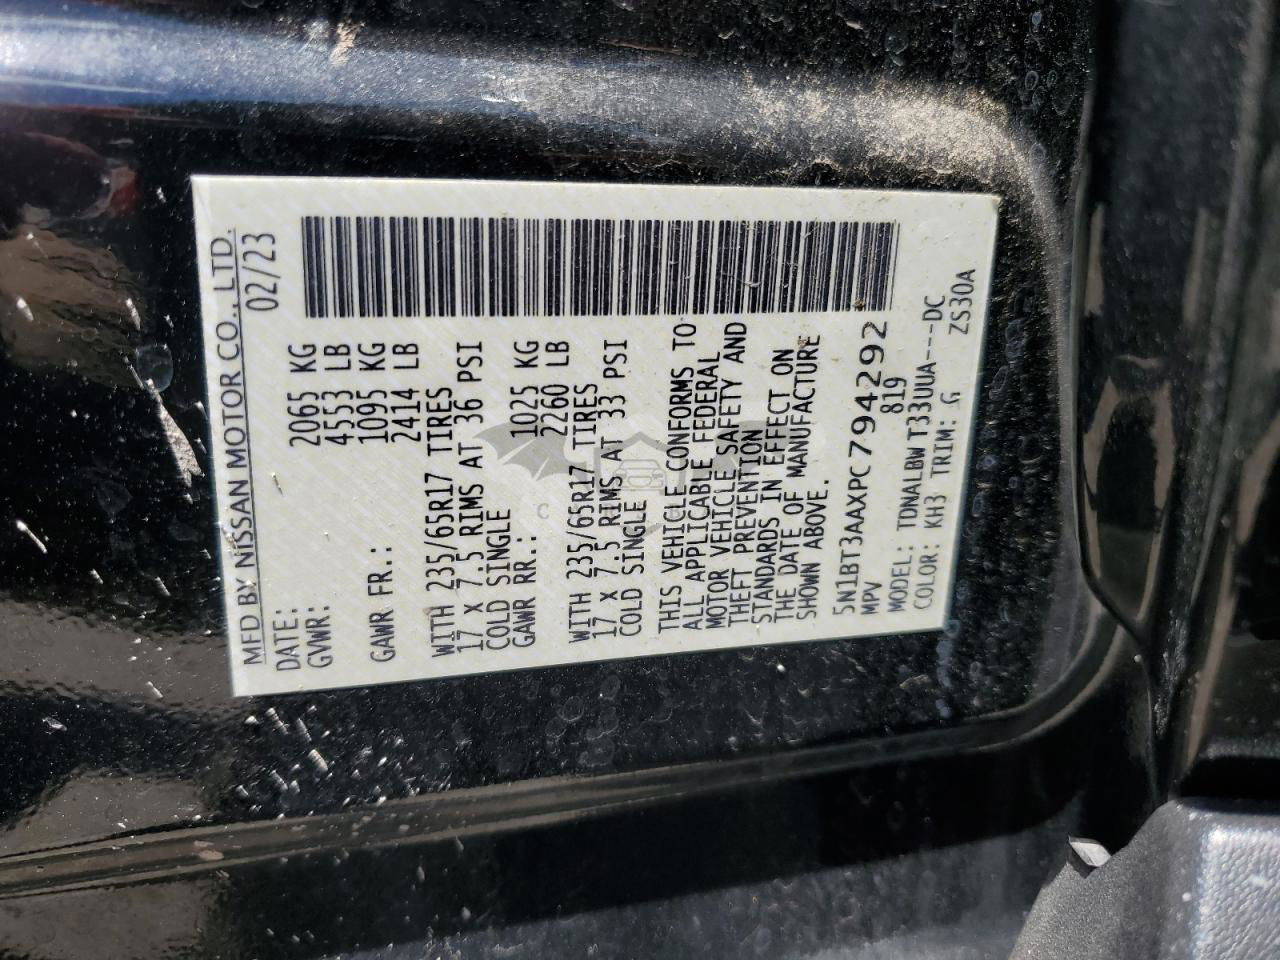 MFD BY NISSAN MOTOR CO., LTD.
DATE: 02/23
GVWR: 2065 KG
4553 LB
GAWR FR.: 1095 KG
2414 LB
WITH 235/65R17 TIRES
17 X 7.5 RIMS AT 36 PSI
COLD SINGLE
GAWR RR.: 1025 KG
2260 LB
WITH 235/65R17 TIRES
17 X 7.5 RIMS AT 33 PSI
COLD SINGLE
THIS VEHICLE CONFORMS TO
ALL APPLICABLE FEDERAL
MOTOR VEHICLE SAFETY AND
THEFT PREVENTION
STANDARDS IN EFFECT ON
THE DATE OF MANUFACTURE
SHOWN ABOVE.
5N1BT3AAXPC794292
MPV 819
MODEL: TDNALBWT33UUA---DC
COLOR: KH3 TRIM: G ZS30A